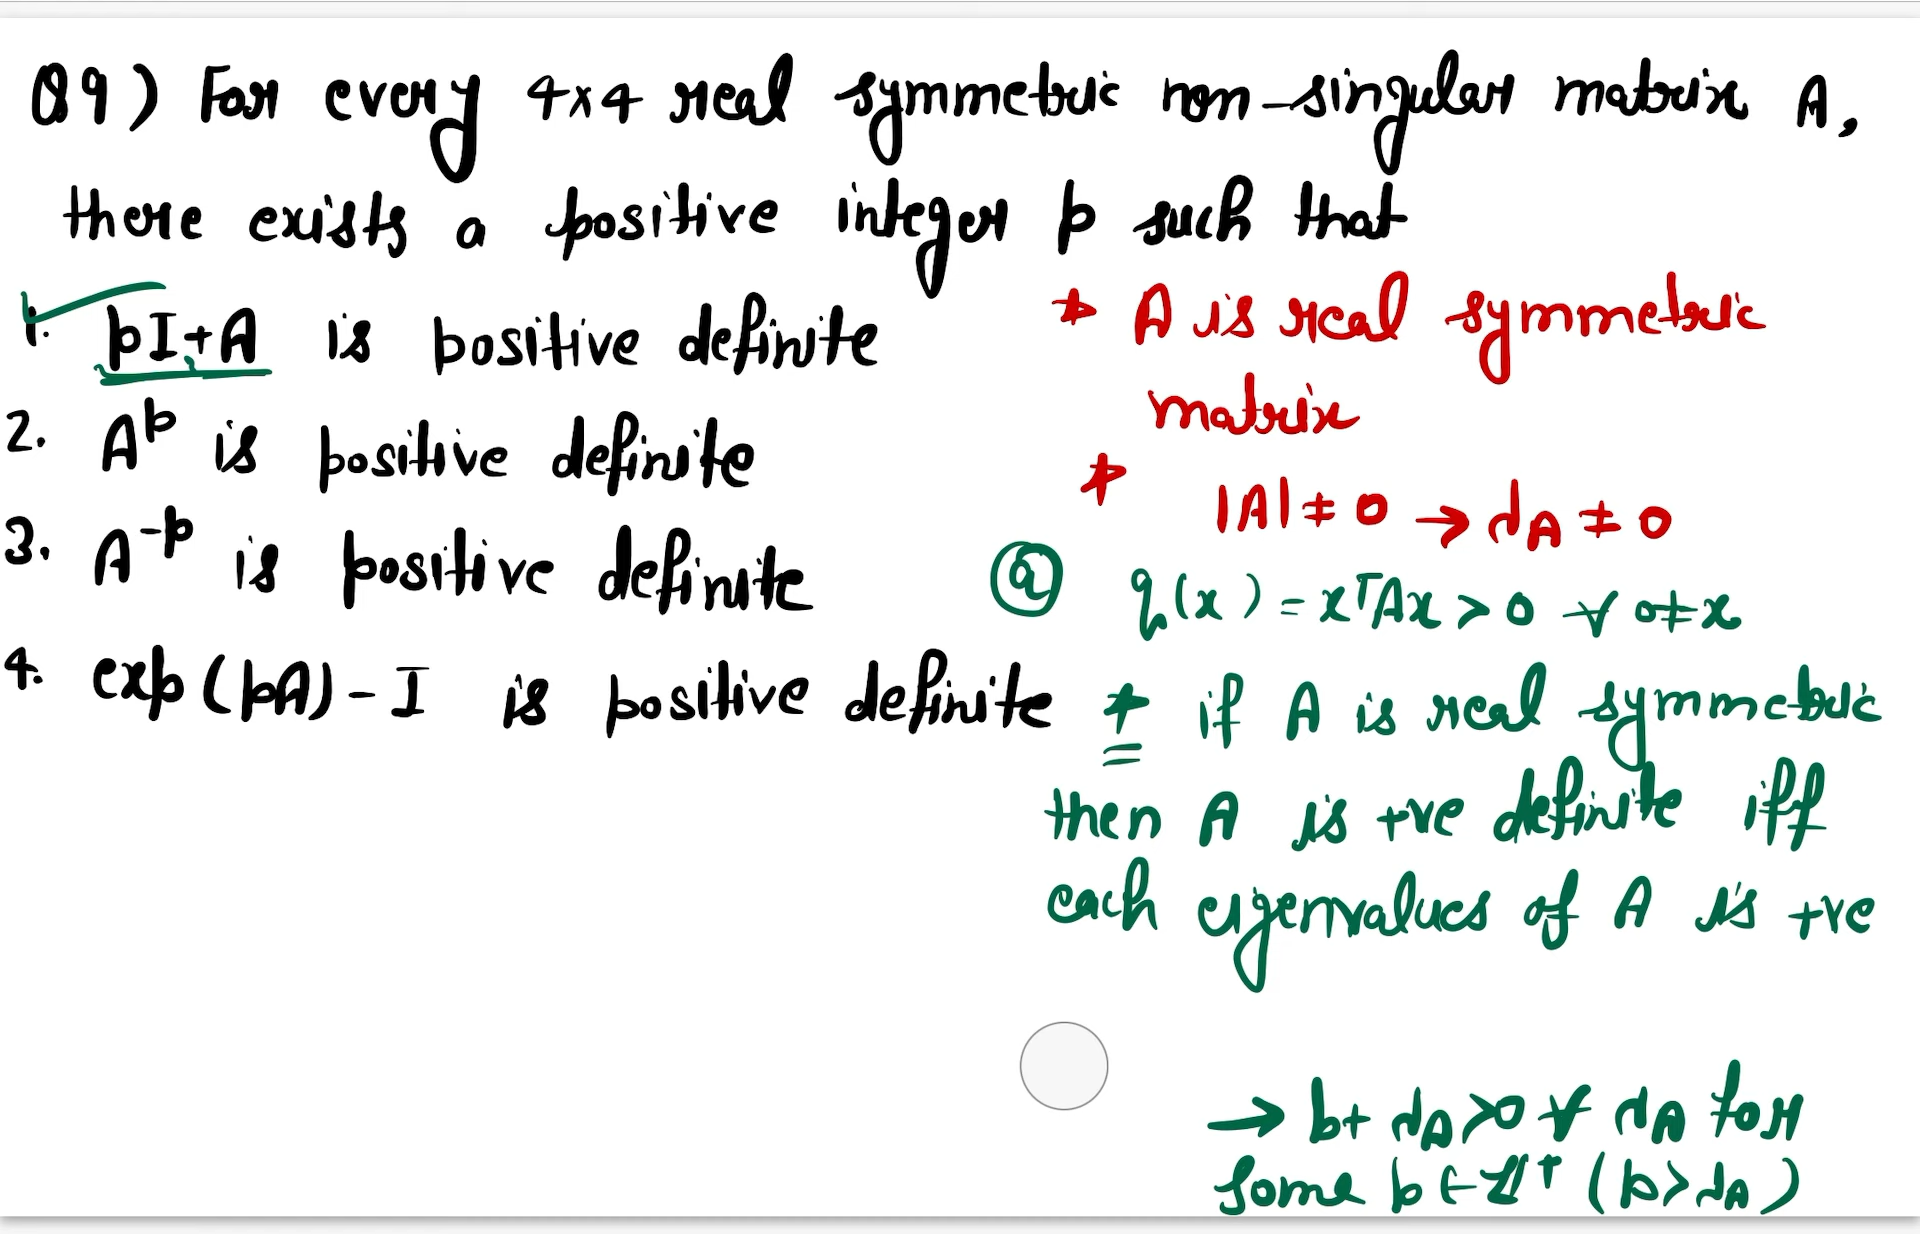 Q9) For every 4x4 real symmetric non-singular matrix A,
there exists a positive integer p such that
1. pI+A is positive definite
2. A^p is positive definite
3. A^-p is positive definite
4. exp(pA)-I is positive definite
* A is real symmetric
matrix
* |A| ≠ 0 → λA ≠ 0
@ q(x) = x^TAx > 0 ∀ 0≠x
* if A is real symmetric
then A is +ve definite iff
each eigenvalues of A is +ve
→ p+ λA>0 ∀ λA for
some p ∈ Z^+ (p>λA)